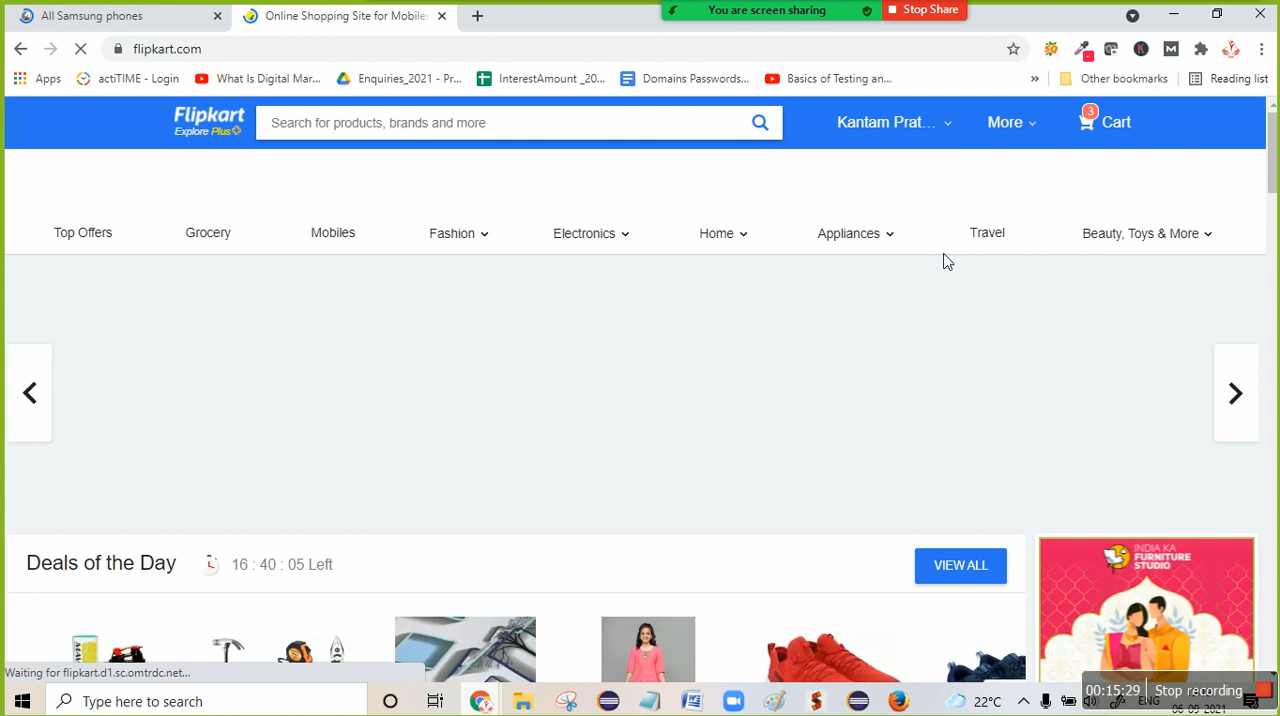 All Samsung phones
Online Shopping Site for Mobiles
You are screen sharing
Stop Share
flipkart.com
Apps
actiTIME - Login
What Is Digital Mar...
Enquiries_2021 - Pr...
InterestAmount _20...
Domains Passwords...
Basics of Testing an...
»
Other bookmarks
Reading list
Flipkart
Explore Plus
Search for products, brands and more
Kantam Prat...
More
3
Cart
Top Offers
Grocery
Mobiles
Fashion
Electronics
Home
Appliances
Travel
Beauty, Toys & More
Deals of the Day
16 : 40 : 05 Left
VIEW ALL
INDIA KA
FURNITURE
STUDIO
Waiting for flipkart.d1.sc.omtrdc.net...
Type here to search
22°C
ENG
00:15:29
Stop recording
06-09-2021